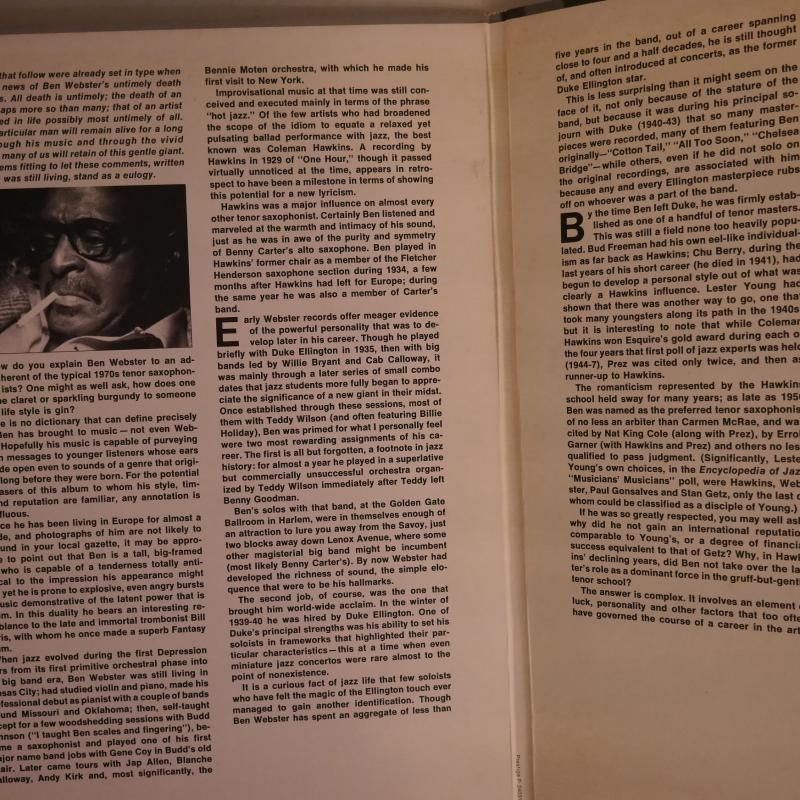 that follow were already set in type when
news of Ben Webster's untimely death
s. All death is untimely; the death of an
aps more so than many; that of an artist
ed in life possibly most untimely of all.
articular man will remain alive for a long
ough his music and through the vivid
many of us will retain of this gentle giant.
ems fitting to let these comments, written
was still living, stand as a eulogy.
w do you explain Ben Webster to an ad-
herent of the typical 1970s tenor saxophon-
ists? One might as well ask, how does one
be claret or sparkling burgundy to someone
life style is gin?
e is no dictionary that can define precisely
Ben has brought to music—not even Web-
Hopefully his music is capable of purveying
n messages to younger listeners whose ears
de open even to sounds of a genre that origi-
long before they were born. For the potential
asers of this album to whom his style, tim-
nd reputation are familiar, any annotation is
fluous.
ce he has been living in Europe for almost a
de, and photographs of him are not likely to
und in your local gazette, it may be appro-
e to point out that Ben is a tall, big-framed
who is capable of a tenderness totally anti-
cal to the impression his appearance might
yet he is prone to explosive, even angry bursts
usic demonstrative of the latent power that is
m. In this duality he bears an interesting re-
blance to the late and immortal trombonist Bill
ris, with whom he once made a superb Fantasy
um.
hen jazz evolved during the first Depression
rs from its first primitive orchestral phase into
big band era, Ben Webster was still living in
sas City; had studied violin and piano, made his
fessional debut as pianist with a couple of bands
und Missouri and Oklahoma; then, self-taught
cept for a few woodshedding sessions with Budd
hnson ("I taught Ben scales and fingering"), be-
me a saxophonist and played one of his first
ajor name band jobs with Gene Coy in Budd's old
air. Later came tours with Jap Allen, Blanche
alloway, Andy Kirk and, most significantly, the
Bennie Moten orchestra, with which he made his
first visit to New York.
Improvisational music at that time was still con-
ceived and executed mainly in terms of the phrase
"hot jazz." Of the few artists who had broadened
the scope of the idiom to equate a relaxed yet
pulsating ballad performance with jazz, the best
known was Coleman Hawkins. A recording by
Hawkins in 1929 of "One Hour," though it passed
virtually unnoticed at the time, appears in retro-
spect to have been a milestone in terms of showing
this potential for a new lyricism.
Hawkins was a major influence on almost every
other tenor saxophonist. Certainly Ben listened and
marveled at the warmth and intimacy of his sound,
just as he was in awe of the purity and symmetry
of Benny Carter's alto saxophone. Ben played in
Hawkins' former chair as a member of the Fletcher
Henderson saxophone section during 1934, a few
months after Hawkins had left for Europe; during
the same year he was also a member of Carter's
band.
Early Webster records offer meager evidence
of the powerful personality that was to de-
velop later in his career. Though he played
briefly with Duke Ellington in 1935, then with big
bands led by Willie Bryant and Cab Calloway, it
was mainly through a later series of small combo
dates that jazz students more fully began to appre-
ciate the significance of a new giant in their midst.
Once established through these sessions, most of
them with Teddy Wilson (and often featuring Billie
Holiday), Ben was primed for what I personally feel
were two most rewarding assignments of his ca-
reer. The first is all but forgotten, a footnote in jazz
history: for almost a year he played in a superlative
but commercially unsuccessful orchestra organ-
ized by Teddy Wilson immediately after Teddy left
Benny Goodman.
Ben's solos with that band, at the Golden Gate
Ballroom in Harlem, were in themselves enough of
an attraction to lure you away from the Savoy, just
two blocks away down Lenox Avenue, where some
other magisterial big band might be incumbent
(most likely Benny Carter's). By now Webster had
developed the richness of sound, the simple elo-
quence that were to be his hallmarks.
The second job, of course, was the one that
brought him world-wide acclaim. In the winter of
1939-40 he was hired by Duke Ellington. One of
Duke's principal strengths was his ability to set his
soloists in frameworks that highlighted their par-
ticular characteristics—this at a time when even
miniature jazz concertos were rare almost to the
point of nonexistence.
It is a curious fact of jazz life that few soloists
who have felt the magic of the Ellington touch ever
managed to gain another identification. Though
Ben Webster has spent an aggregate of less than
five years in the band, out of a career spanning
close to four and a half decades, he is still thought
of, and often introduced at concerts, as the former
Duke Ellington star.
This is less surprising than it might seem on the
face of it, not only because of the stature of the
band, but because it was during his principal so-
journ with Duke (1940-43) that so many master-
pieces were recorded, many of them featuring Ben
originally—"Cotton Tail," "All Too Soon," "Chelsea
Bridge"—while others, even if he did not solo on
the original recordings, are associated with him
because any and every Ellington masterpiece rubs
off on whoever was a part of the band.
By the time Ben left Duke, he was firmly estab-
lished as one of a handful of tenor masters.
This was still a field none too heavily popu-
lated. Bud Freeman had his own eel-like individual-
ism as far back as Hawkins; Chu Berry, during the
last years of his short career (he died in 1941), had
begun to develop a personal style out of what was
clearly a Hawkins influence. Lester Young had
shown that there was another way to go, one that
took many youngsters along its path in the 1940s
but it is interesting to note that while Coleman
Hawkins won Esquire's gold award during each o
the four years that first poll of jazz experts was held
(1944-7), Prez was cited only twice, and then as
runner-up to Hawkins.
The romanticism represented by the Hawkins
school held sway for many years; as late as 1956
Ben was named as the preferred tenor saxophonis
of no less an arbiter than Carmen McRae, and wa
cited by Nat King Cole (along with Prez), by Erro
Garner (with Hawkins and Prez) and others no les
qualified to pass judgment. (Significantly, Leste
Young's own choices, in the Encyclopedia of Jaz
"Musicians' Musicians" poll, were Hawkins, Web
ster, Paul Gonsalves and Stan Getz, only the last o
whom could be classified as a disciple of Young.)
If he was so greatly respected, you may well ask
why did he not gain an international reputatio
comparable to Young's, or a degree of financia
success equivalent to that of Getz? Why, in Hawk
ins' declining years, did Ben not take over the la
ter's role as a dominant force in the gruff-but-gentl
tenor school?
The answer is complex. It involves an element o
luck, personality and other factors that too ofte
have governed the course of a career in the art